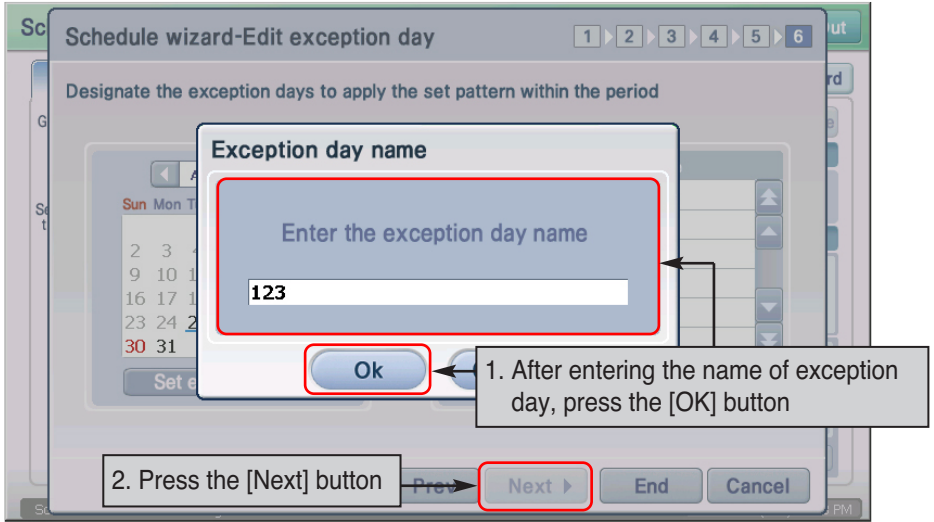 Schedule wizard-Edit exception day
1 2 3 4 5 6
Designate the exception days to apply the set pattern within the period
Exception day name
Sun Mon
Enter the exception day name
2 3
9 10
123
16 17
23 24
30 31
Ok
1. After entering the name of exception
day, press the [OK] button
Set
2. Press the [Next] button
Prev
Next
End
Cancel
PM